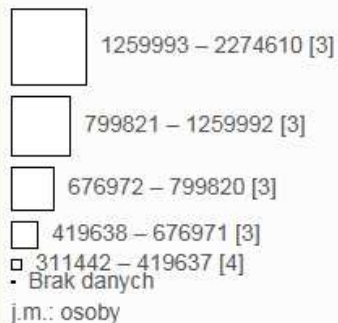 1259993 – 2274610 [3]
799821 – 1259992 [3]
676972 – 799820 [3]
419638 – 676971 [3]
311442 – 419637 [4]
Brak danych
j.m.: osoby